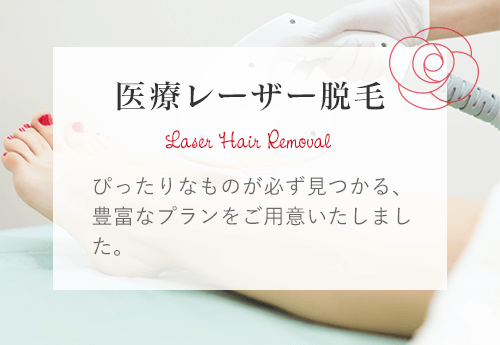 医療レーザー脱毛
Laser Hair Removal
ぴったりなものが必ず見つかる、
豊富なプランをご用意いたしまし
た。